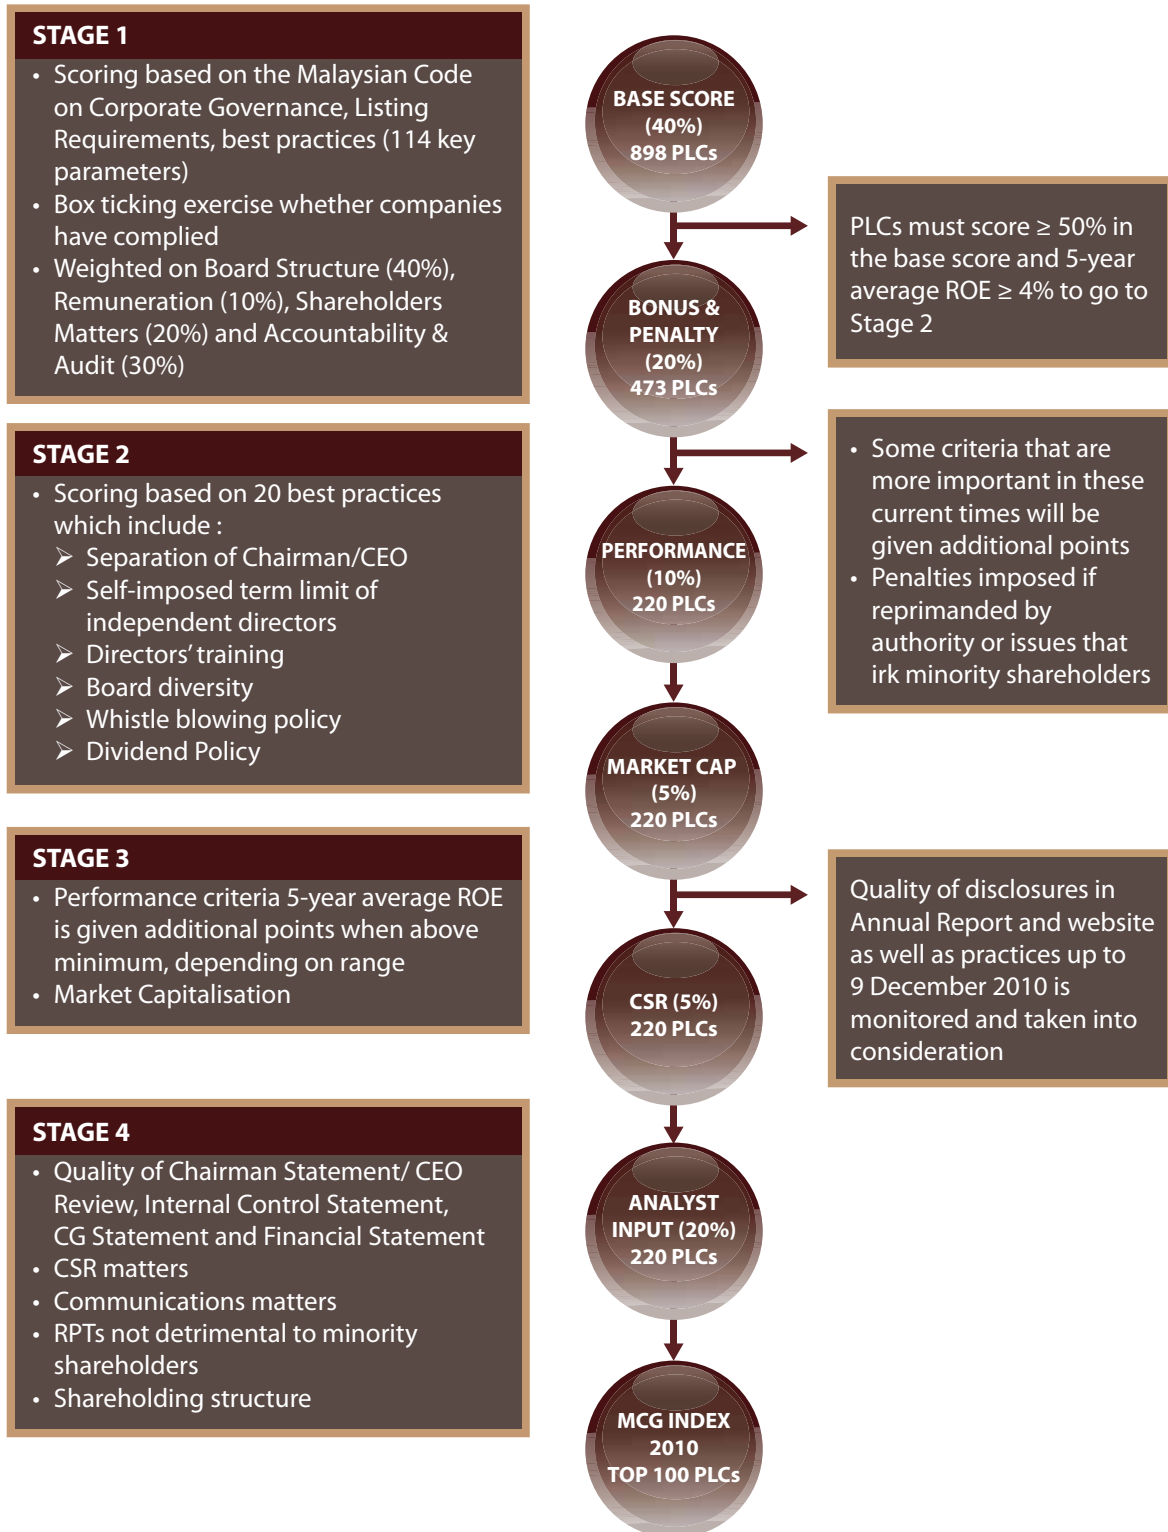 STAGE 1
• Scoring based on the Malaysian Code
on Corporate Governance, Listing
Requirements, best practices (114 key
parameters)
• Box ticking exercise whether companies
have complied
• Weighted on Board Structure (40%),
Remuneration (10%), Shareholders
Matters (20%) and Accountability &
Audit (30%)
STAGE 2
• Scoring based on 20 best practices
which include :
➢ Separation of Chairman/CEO
➢ Self-imposed term limit of
independent directors
➢ Directors’ training
➢ Board diversity
➢ Whistle blowing policy
➢ Dividend Policy
STAGE 3
• Performance criteria 5-year average ROE
is given additional points when above
minimum, depending on range
• Market Capitalisation
STAGE 4
• Quality of Chairman Statement/ CEO
Review, Internal Control Statement,
CG Statement and Financial Statement
• CSR matters
• Communications matters
• RPTs not detrimental to minority
shareholders
• Shareholding structure
BASE SCORE
(40%)
898 PLCs
BONUS &
PENALTY
(20%)
473 PLCs
PERFORMANCE
(10%)
220 PLCs
MARKET CAP
(5%)
220 PLCs
CSR (5%)
220 PLCs
ANALYST
INPUT (20%)
220 PLCs
MCG INDEX
2010
TOP 100 PLCs
PLCs must score ≥ 50% in
the base score and 5-year
average ROE ≥ 4% to go to
Stage 2
• Some criteria that are
more important in these
current times will be
given additional points
• Penalties imposed if
reprimanded by
authority or issues that
irk minority shareholders
Quality of disclosures in
Annual Report and website
as well as practices up to
9 December 2010 is
monitored and taken into
consideration